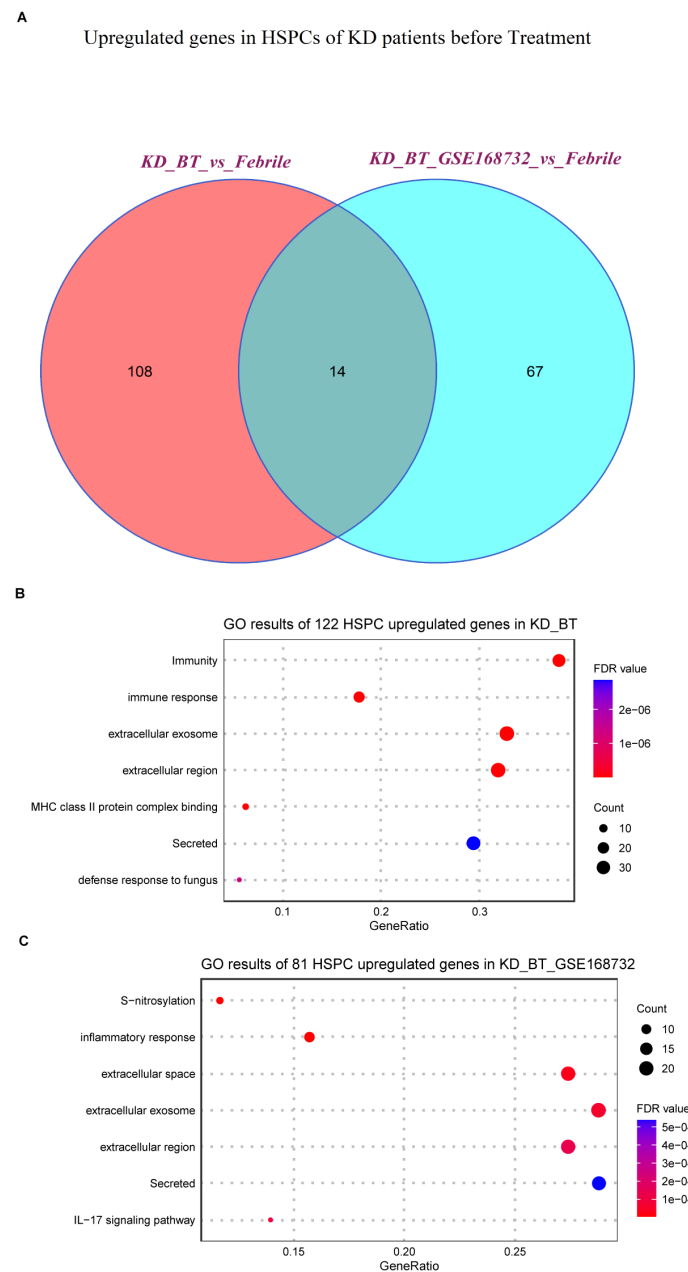 A
Upregulated genes in HSPCs of KD patients before Treatment
KD_BT_vs_Febrile
KD_BT_GSE168732_vs_Febrile
108
14
67
B
GO results of 122 HSPC upregulated genes in KD_BT
Immunity
immune response
extracellular exosome
extracellular region
MHC class II protein complex binding
Secreted
defense response to fungus
0.1
0.2
0.3
GeneRatio
FDR value
2e−06
1e−06
Count
10
20
30
C
GO results of 81 HSPC upregulated genes in KD_BT_GSE168732
S−nitrosylation
inflammatory response
extracellular space
extracellular exosome
extracellular region
Secreted
IL−17 signaling pathway
0.15
0.20
0.25
GeneRatio
Count
10
15
20
FDR value